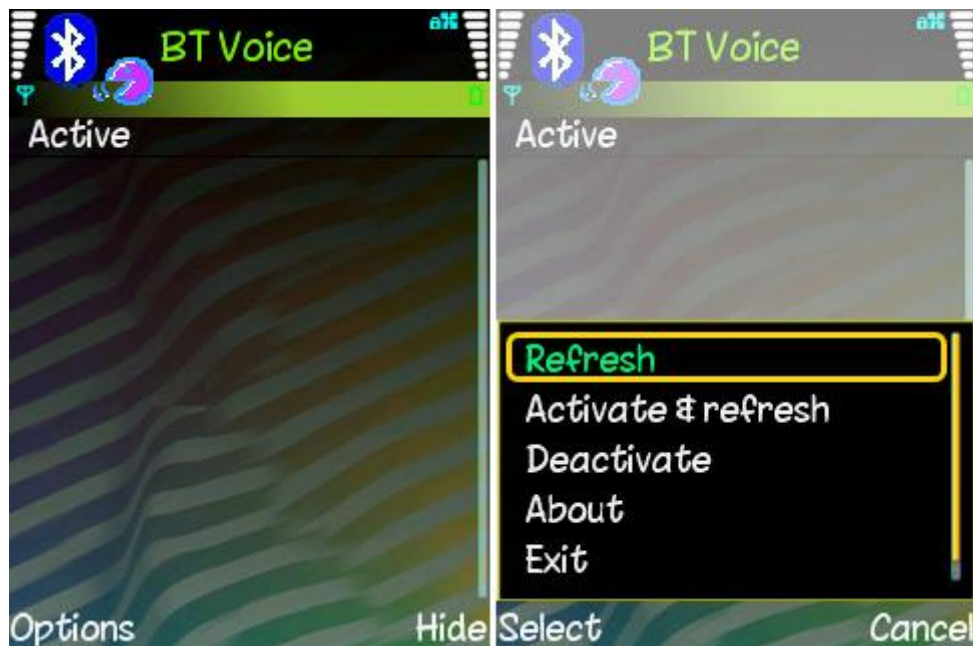 BT Voice
Active
Options Hide
BT Voice
Active
Refresh
Activate & refresh
Deactivate
About
Exit
Select Cancel